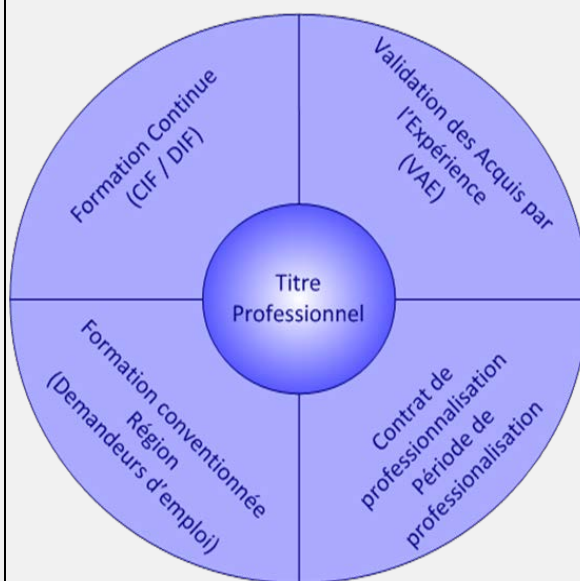 Formation Continue
(CIF / DIF)
Validation des Acquis par
l'Expérience
(VAE)
Titre
Professionnel
Formation conventionnée
Région
(Demandeurs d'emploi)
Contrat de
professionnalisation
Période de
professionalisation